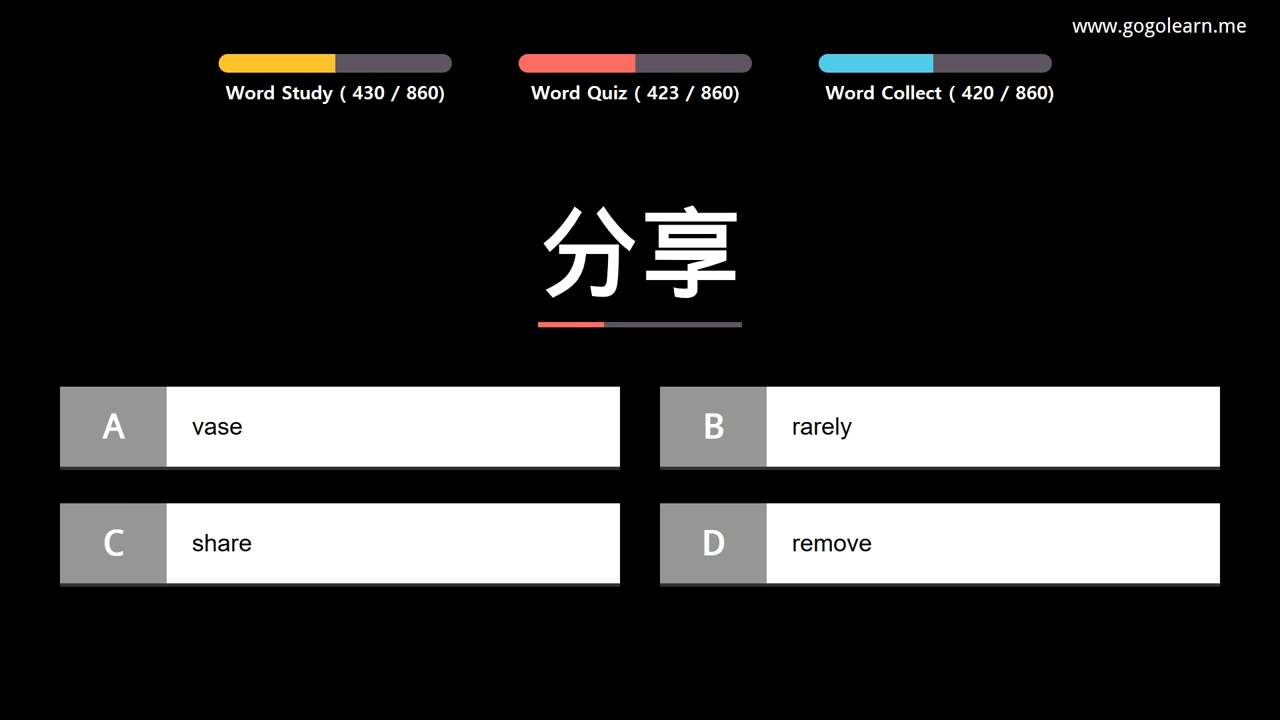 www.gogolearn.me
Word Study ( 430 / 860)
Word Quiz ( 423 / 860)
Word Collect ( 420 / 860)
分享
A vase
B rarely
C share
D remove